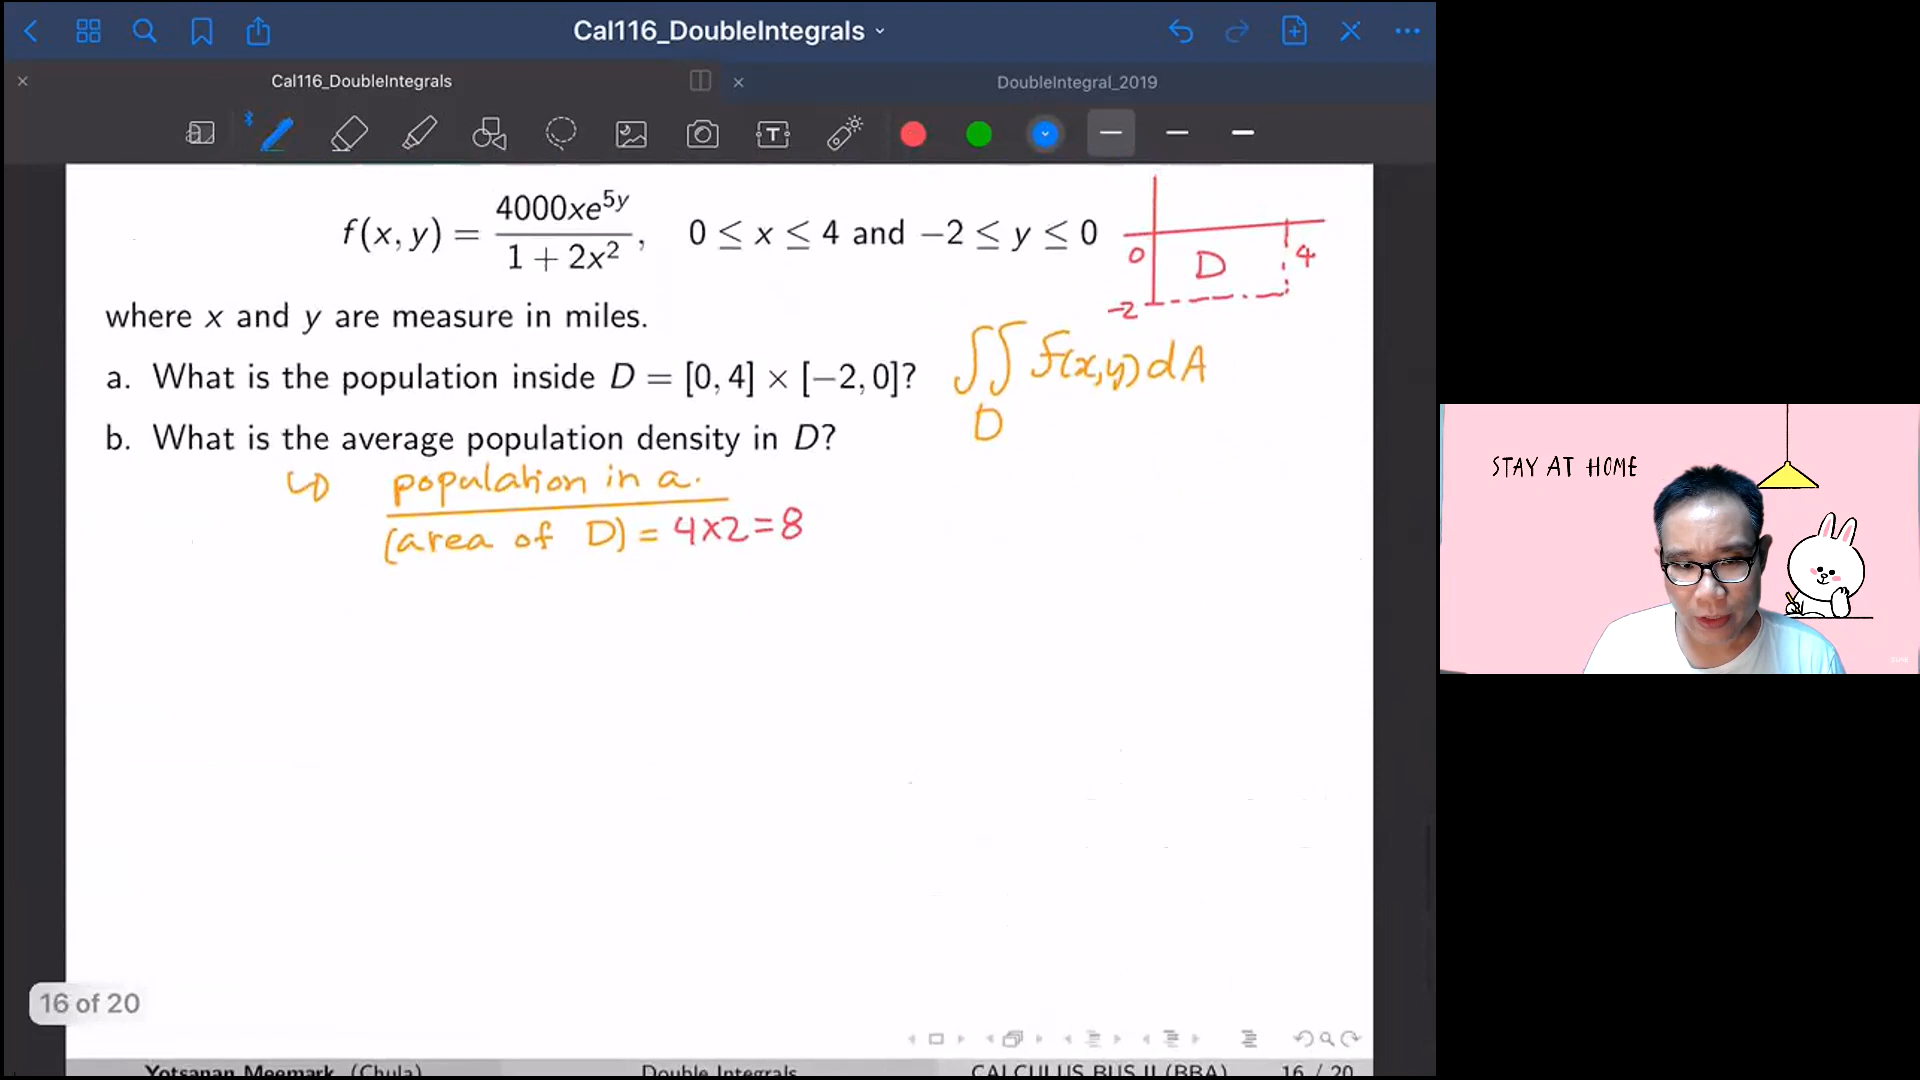 Cal116_DoubleIntegrals
Cal116_DoubleIntegrals
DoubleIntegral_2019
T
f(x, y) = 4000xe^{5y} / (1 + 2x^2), 0 ≤ x ≤ 4 and −2 ≤ y ≤ 0
0 D 4
-2
where x and y are measure in miles.
a. What is the population inside D = [0, 4] × [−2, 0]? ∬ f(x,y) dA
D
b. What is the average population density in D?
population in a.
(area of D) = 4x2=8
STAY AT HOME
16 of 20
Yotsanan Meemark (Chula) Double Integrals CALCULUS BUS II (BBA) 16 / 20